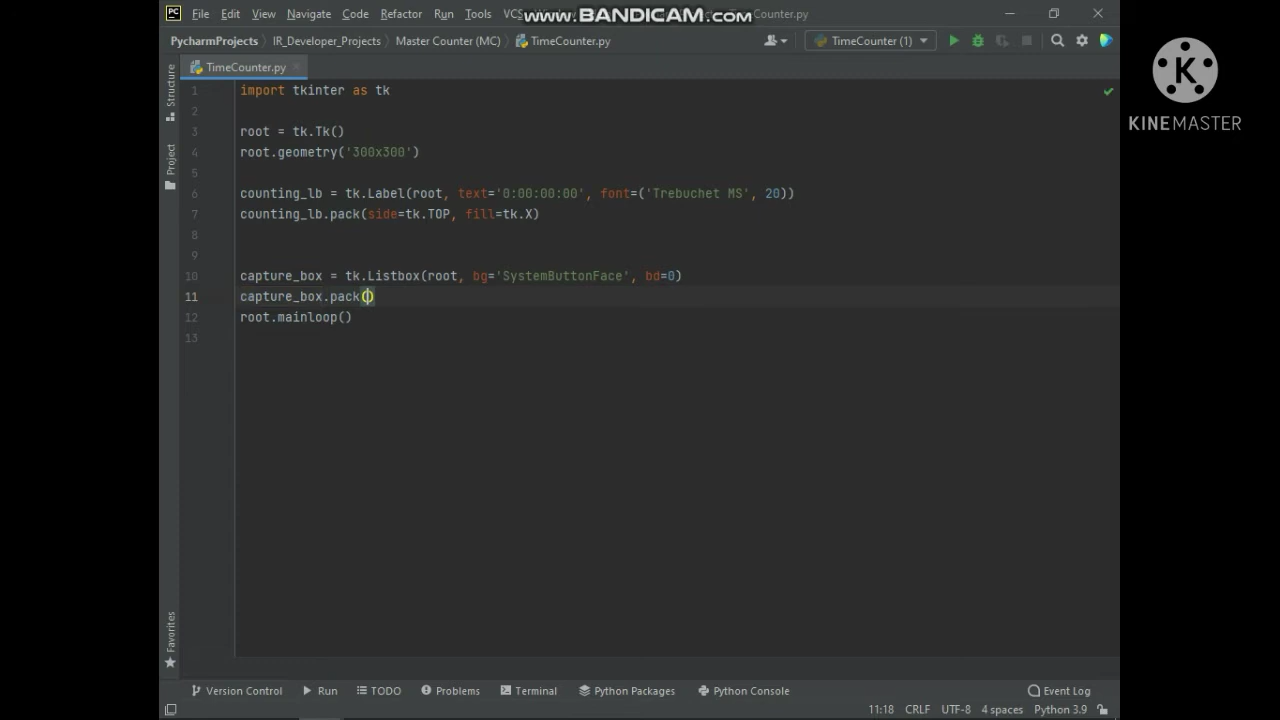 PC File Edit View Navigate Code Refactor Run Tools VCS www.BANDICAM.com TimeCounter.py
PycharmProjects IR_Developer_Projects Master Counter (MC) TimeCounter.py TimeCounter (1)
TimeCounter.py
K
KINEMASTER
Structure
Project
1 import tkinter as tk
2
3 root = tk.Tk()
4 root.geometry('300x300')
5
6 counting_lb = tk.Label(root, text='0:00:00:00', font=('Trebuchet MS', 20))
7 counting_lb.pack(side=tk.TOP, fill=tk.X)
8
9
10 capture_box = tk.Listbox(root, bg='SystemButtonFace', bd=0)
11 capture_box.pack()
12 root.mainloop()
13
Favorites
Version Control Run TODO Problems Terminal Python Packages Python Console Event Log
11:18 CRLF UTF-8 4 spaces Python 3.9